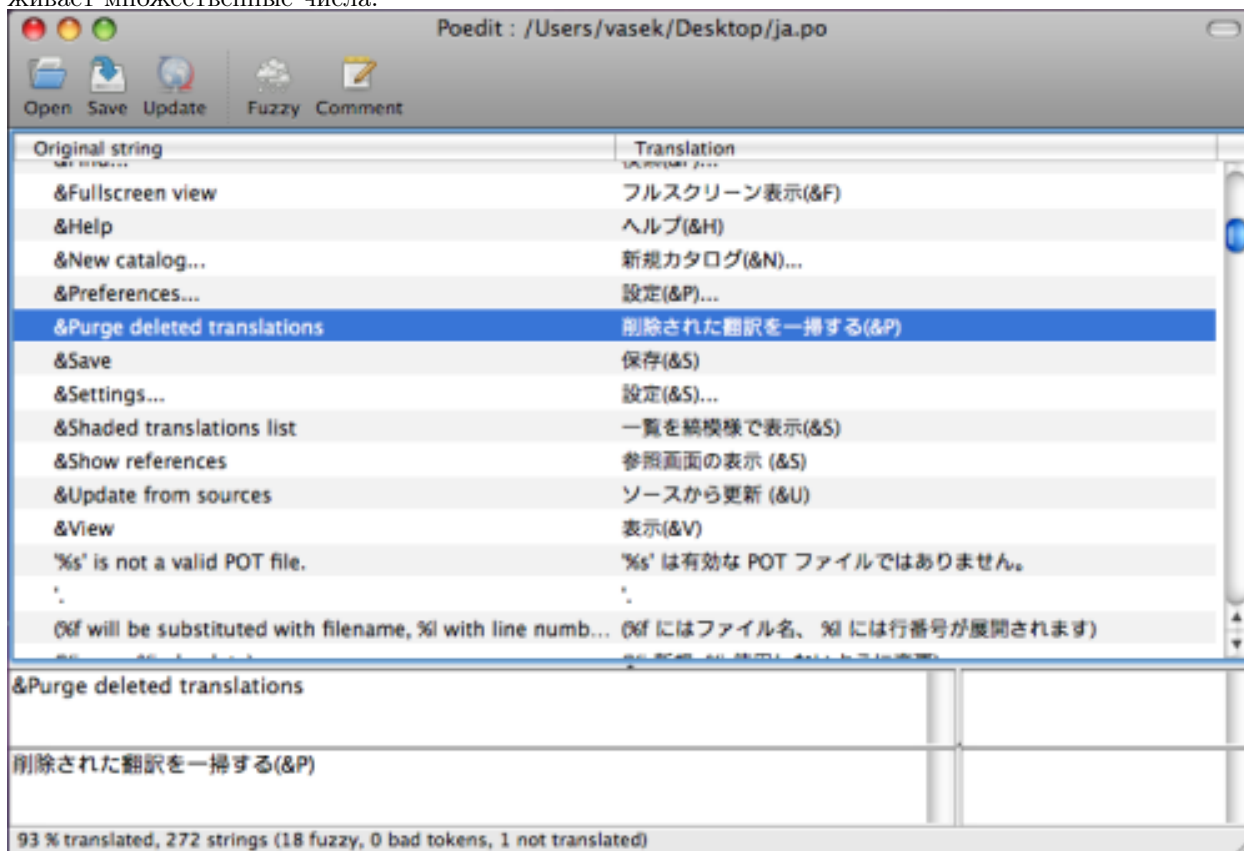 живает множественные числа.
Poedit : /Users/vasek/Desktop/ja.po
Open Save Update Fuzzy Comment
Original string Translation
&Fullscreen view フルスクリーン表示(&F)
&Help ヘルプ(&H)
&New catalog... 新規カタログ(&N)...
&Preferences... 設定(&P)...
&Purge deleted translations 削除された翻訳を一掃する(&P)
&Save 保存(&S)
&Settings... 設定(&S)...
&Shaded translations list 一覧を縞模様で表示(&S)
&Show references 参照画面の表示 (&S)
&Update from sources ソースから更新 (&U)
&View 表示(&V)
'%s' is not a valid POT file. '%s' は有効な POT ファイルではありません。
'. '.
(%f will be substituted with filename, %l with line numb... (%f にはファイル名、 %l には行番号が展開されます)
&Purge deleted translations
削除された翻訳を一掃する(&P)
93 % translated, 272 strings (18 fuzzy, 0 bad tokens, 1 not translated)